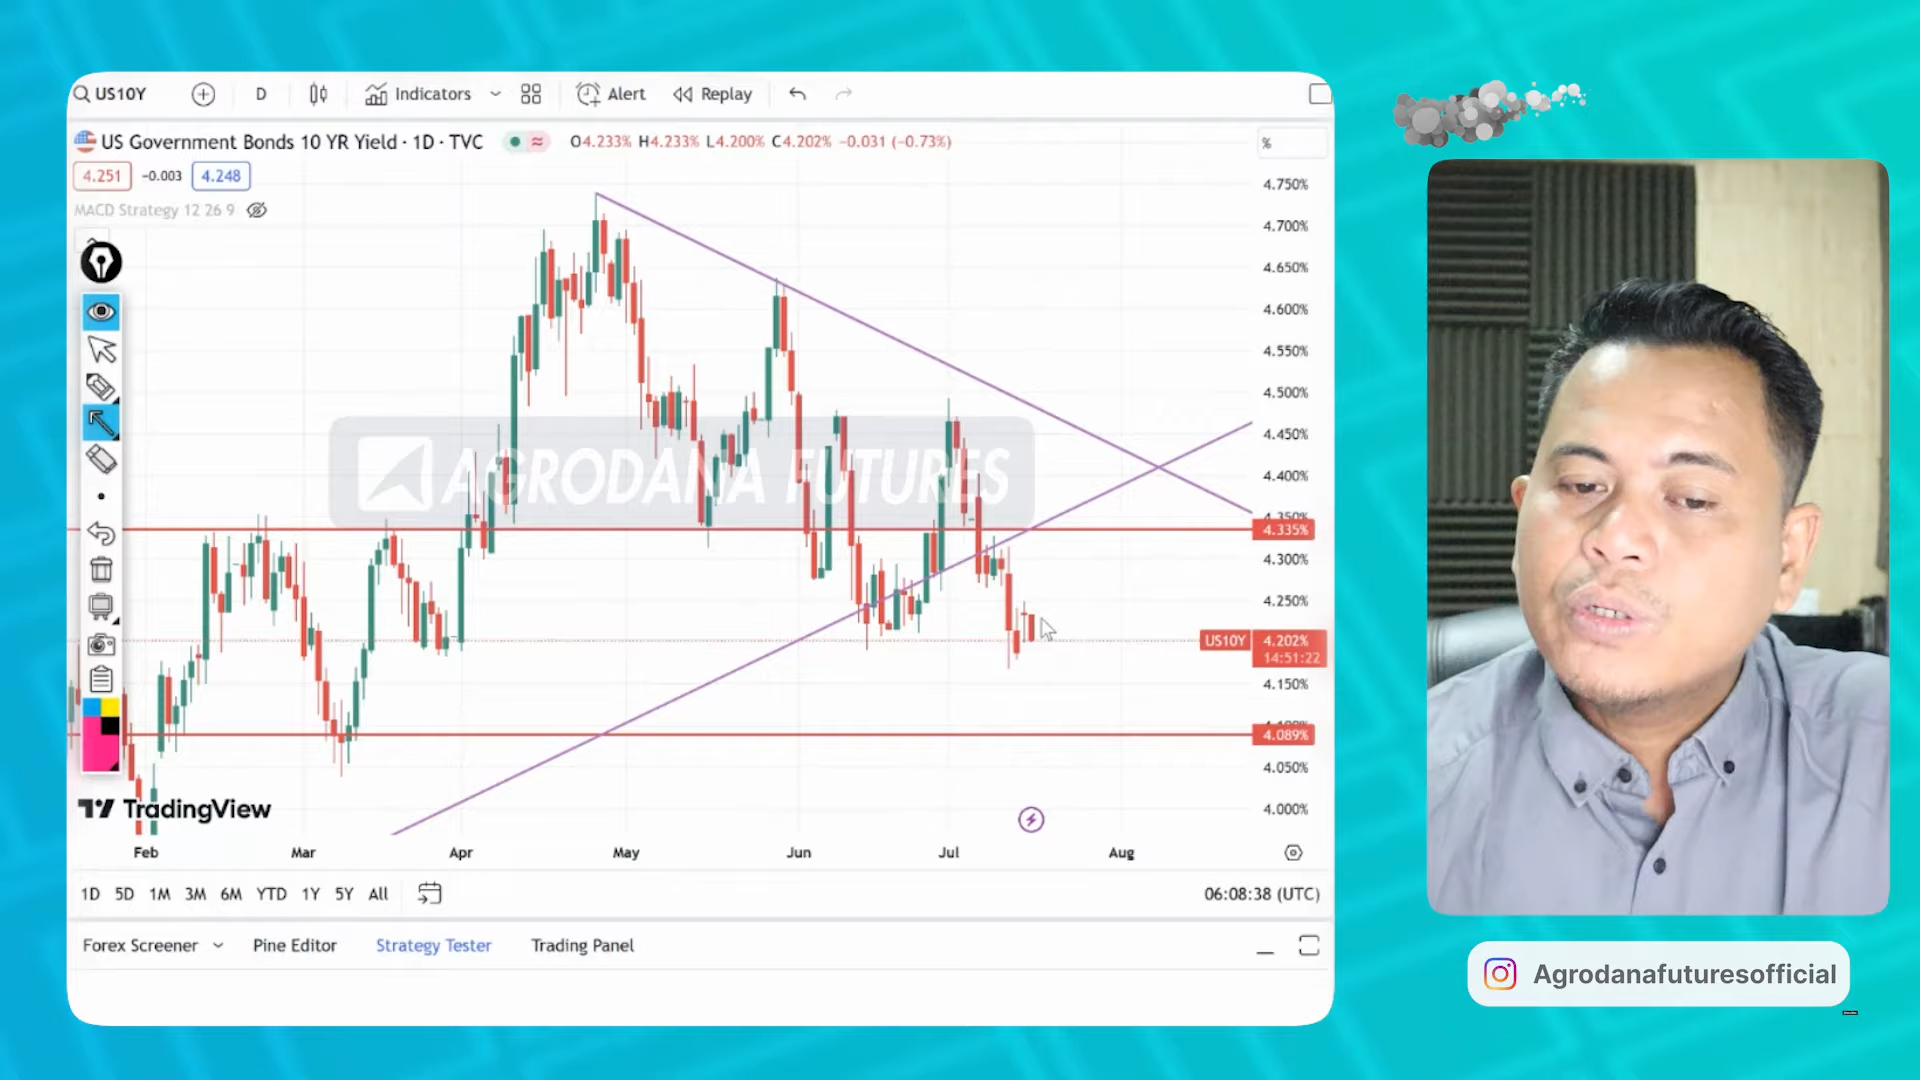 US10Y
D
Indicators
Alert
Replay
US Government Bonds 10 YR Yield · 1D · TVC
O4.233% H4.233% L4.200% C4.202% −0.031 (−0.73%)
%
4.251 −0.003 4.248
MACD Strategy 12 26 9
4.750%
4.700%
4.650%
4.600%
4.550%
4.500%
4.450%
4.400%
4.350%
4.335%
4.300%
4.250%
US10Y 4.202%
14:51:22
4.150%
4.100%
4.089%
4.050%
4.000%
AGRODANA FUTURES
TradingView
Feb Mar Apr May Jun Jul Aug
1D 5D 1M 3M 6M YTD 1Y 5Y All
06:08:38 (UTC)
Forex Screener Pine Editor Strategy Tester Trading Panel
Agrodanafuturesofficial